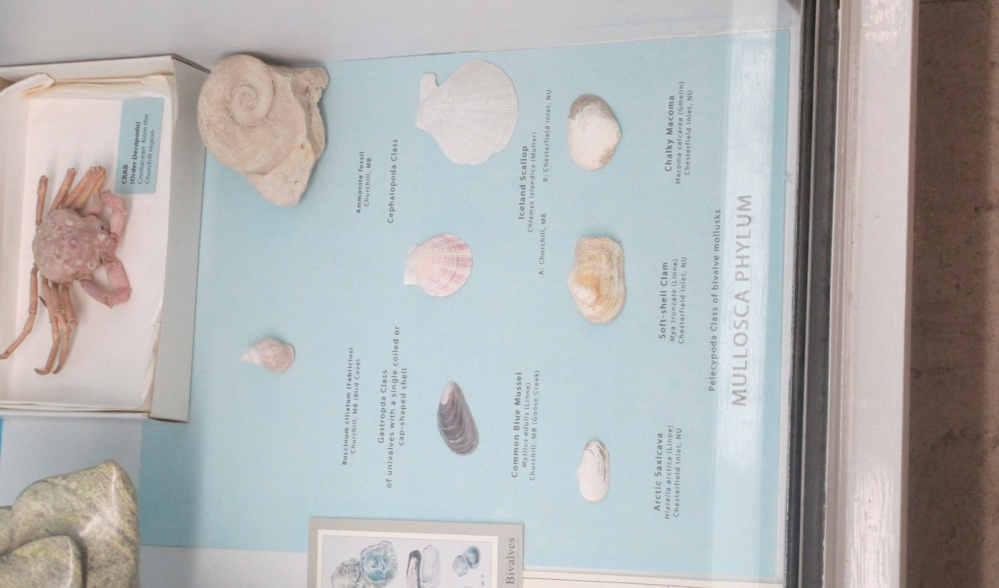 CRAB
(Order Decapoda)
Crustacean from the
Churchill region
Buccinum ciliatum (Fabricius)
Churchill, MB (Bird Cove)
Gastropda Class
of univalves with a single coiled or
cap-shaped shell
Ammonite fossil
Churchill, MB
Cephalopoda Class
Common Blue Mussel
Mytilus edulis (Linne)
Churchill, MB (Goose Creek)
Iceland Scallop
Chlamys islandica (Muller)
A: Churchill, MB B: Chesterfield Inlet, NU
Arctic Saxicava
Hiatella arctica (Linne)
Chesterfield Inlet, NU
Soft-shell Clam
Mya truncate (Linne)
Chesterfield Inlet, NU
Chalky Macoma
Macoma calcarea (Gmelin)
Chesterfield Inlet, NU
Pelecypoda Class of bivalve mollusks
MULLOSCA PHYLUM
Bivalves